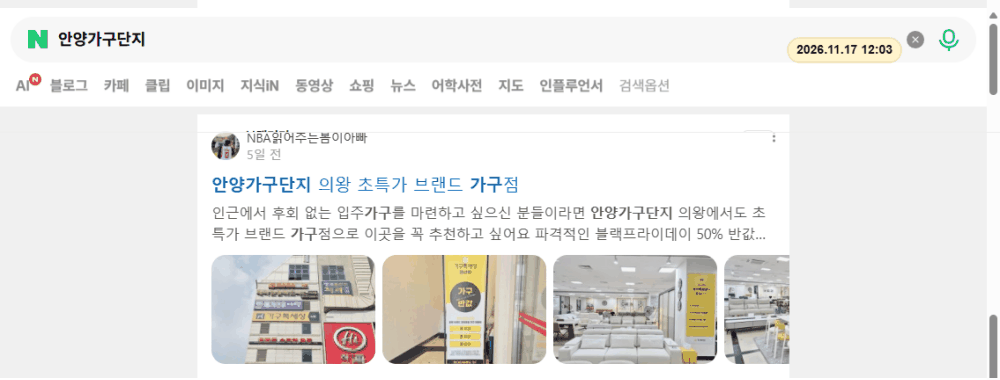 안양가구단지
2026.11.17 12:03
AI N 블로그 카페 클립 이미지 지식iN 동영상 쇼핑 뉴스 어학사전 지도 인플루언서 검색옵션
NBA읽어주는봄이아빠
5일 전
안양가구단지 의왕 초특가 브랜드 가구점
인근에서 후회 없는 입주가구를 마련하고 싶으신 분들이라면 안양가구단지 의왕에서도 초
특가 브랜드 가구점으로 이곳을 꼭 추천하고 싶어요 파격적인 블랙프라이데이 50% 반값...
가구
반값